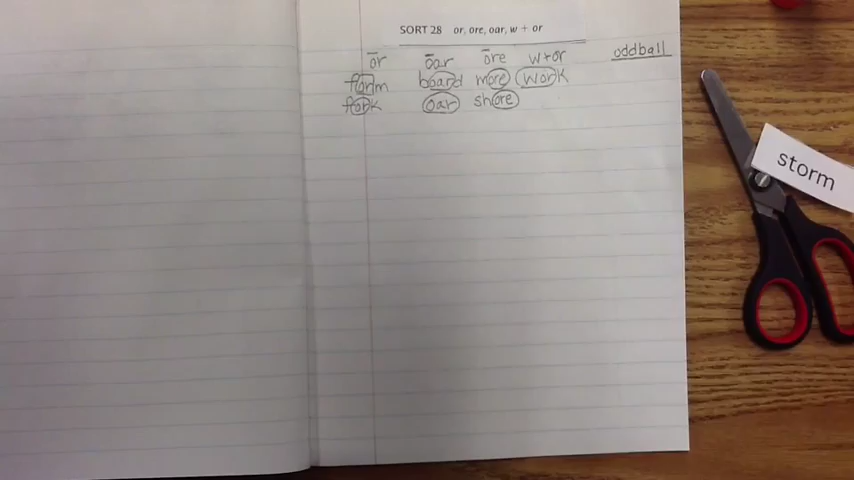 SORT 28 or, ore, oar, w + or
or oar ore w+or oddball
form board more work
fork oar shore
storm